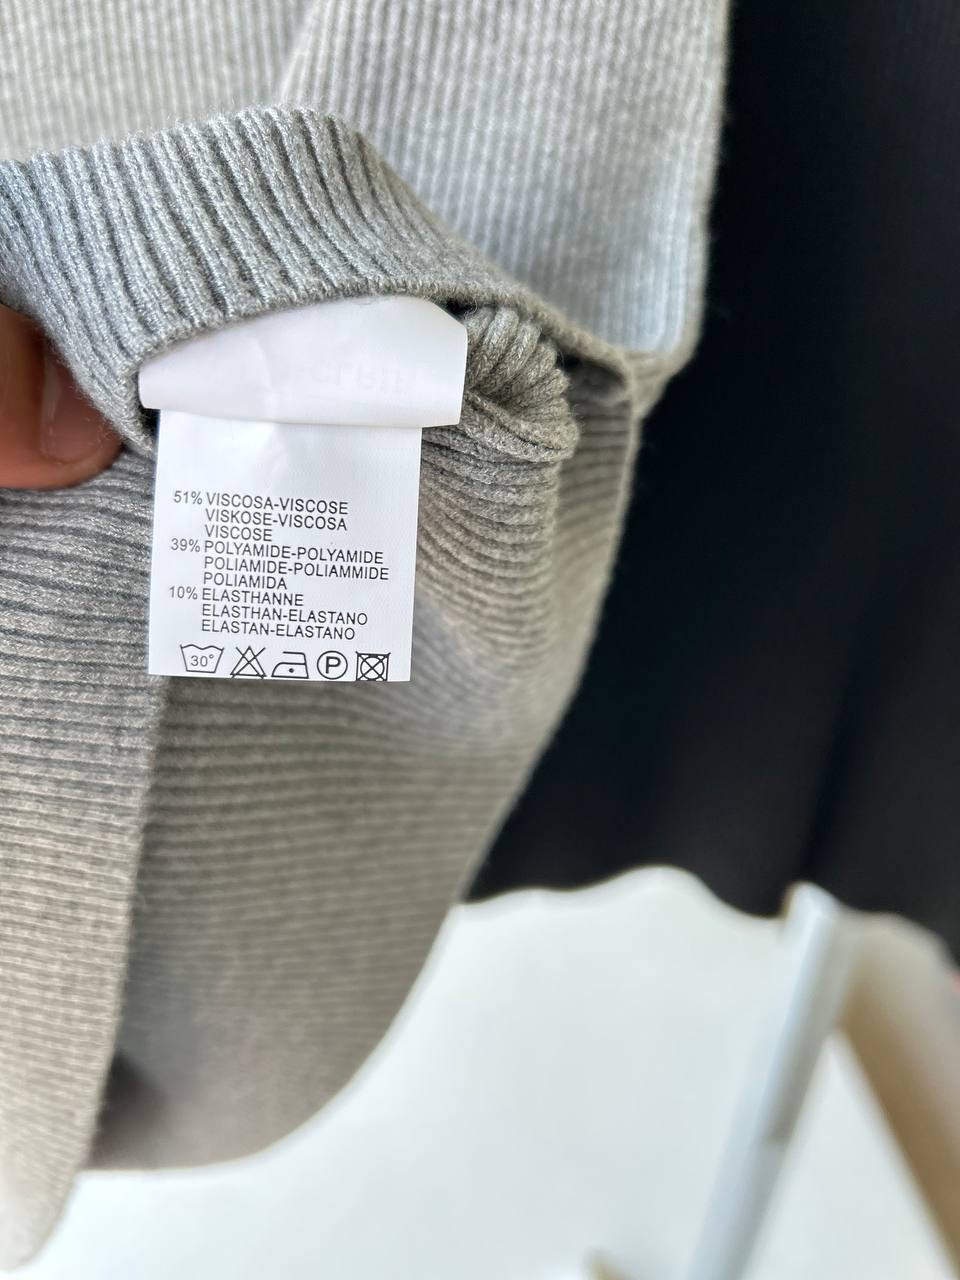 51% VISCOSA-VISCOSE
VISKOSE-VISCOSA
VISCOSE
39% POLYAMIDE-POLYAMIDE
POLIAMIDE-POLIAMMIDE
POLIAMIDA
10% ELASTHANNE
ELASTHAN-ELASTANO
ELASTAN-ELASTANO
30° P